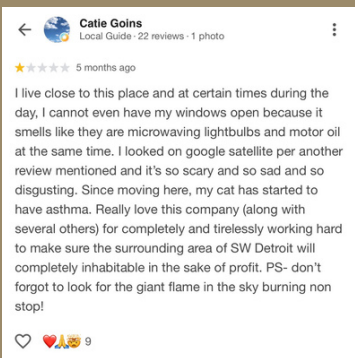 Catie Goins
Local Guide · 22 reviews · 1 photo
5 months ago
I live close to this place and at certain times during the
day, I cannot even have my windows open because it
smells like they are microwaving lightbulbs and motor oil
at the same time. I looked on google satellite per another
review mentioned and it's so scary and so sad and so
disgusting. Since moving here, my cat has started to
have asthma. Really love this company (along with
several others) for completely and tirelessly working hard
to make sure the surrounding area of SW Detroit will
completely inhabitable in the sake of profit. PS- don't
forgot to look for the giant flame in the sky burning non
stop!
9